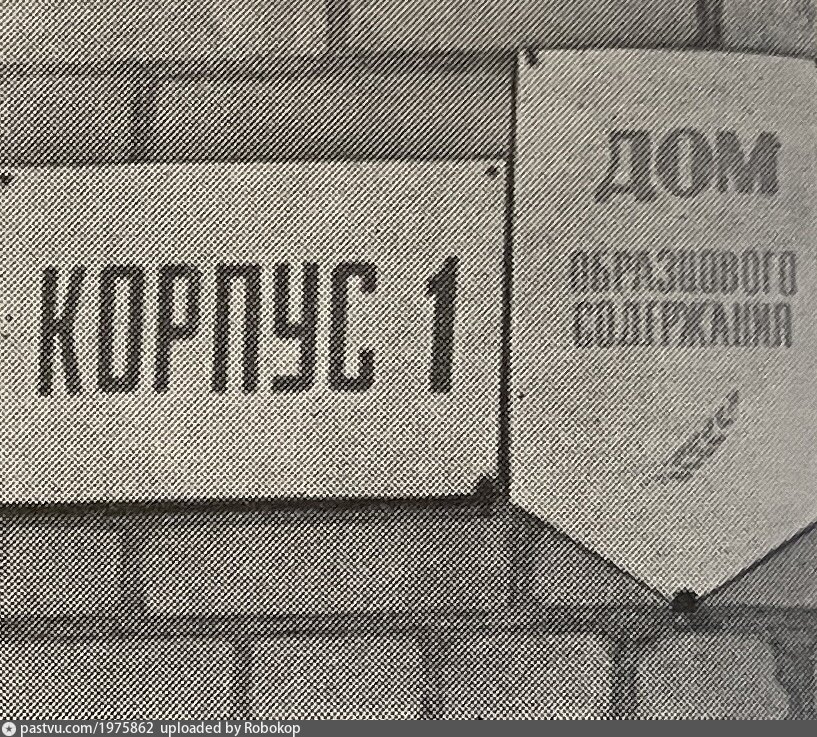 КОРПУС 1
ДОМ
ОБРАЗЦОВОГО
СОДЕРЖАНИЯ
pastvu.com/1975862 uploaded by Robokop